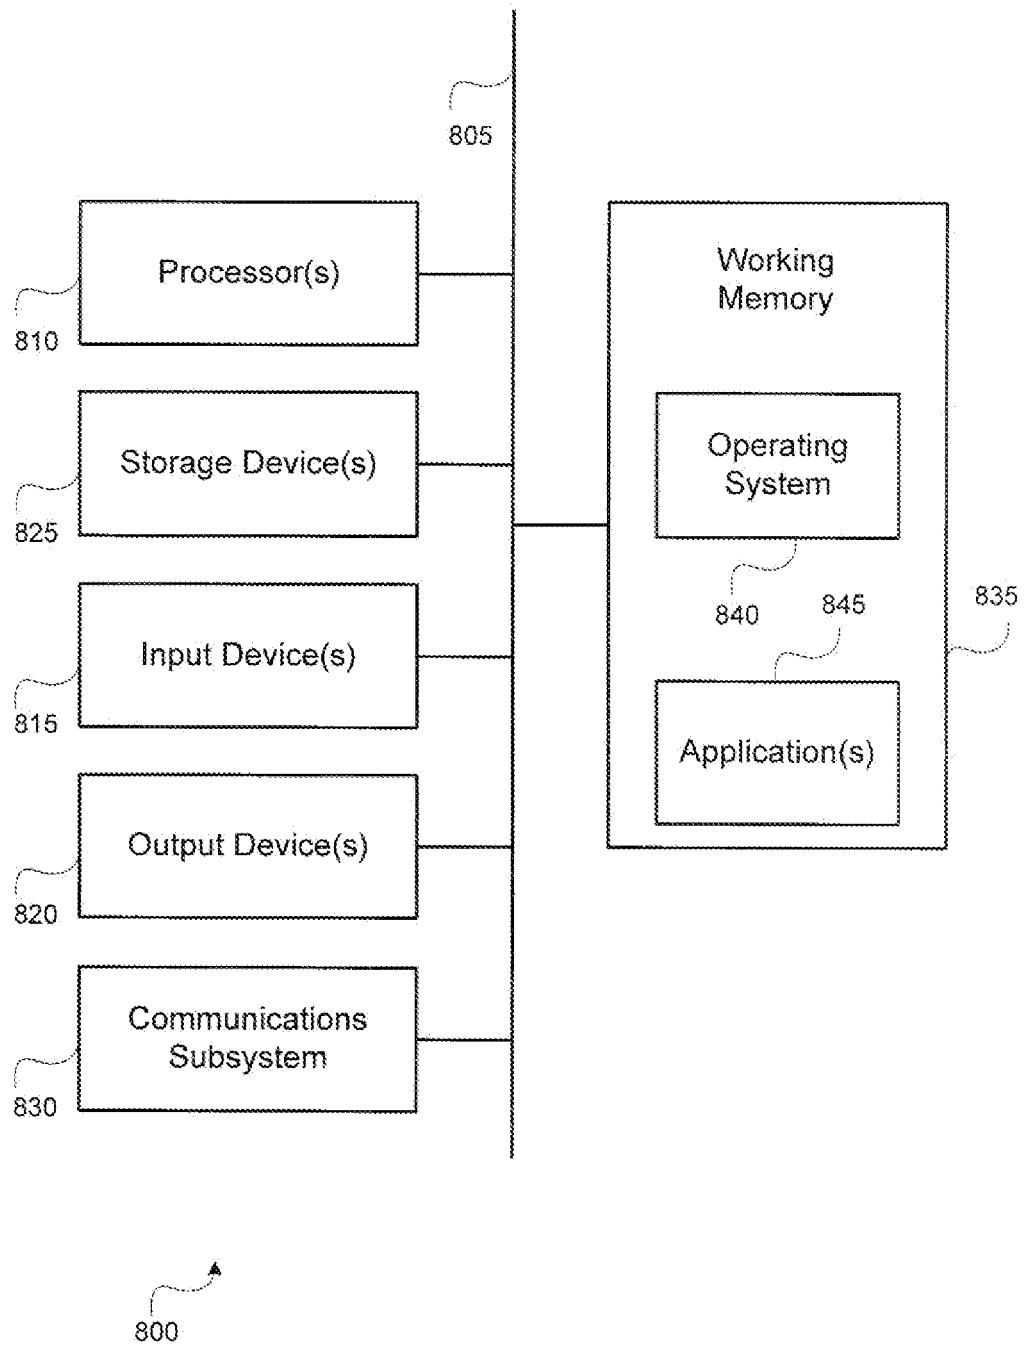 805
Processor(s)
810
Storage Device(s)
825
Input Device(s)
815
Output Device(s)
820
Communications
Subsystem
830
Working
Memory
Operating
System
840
845
835
Application(s)
800